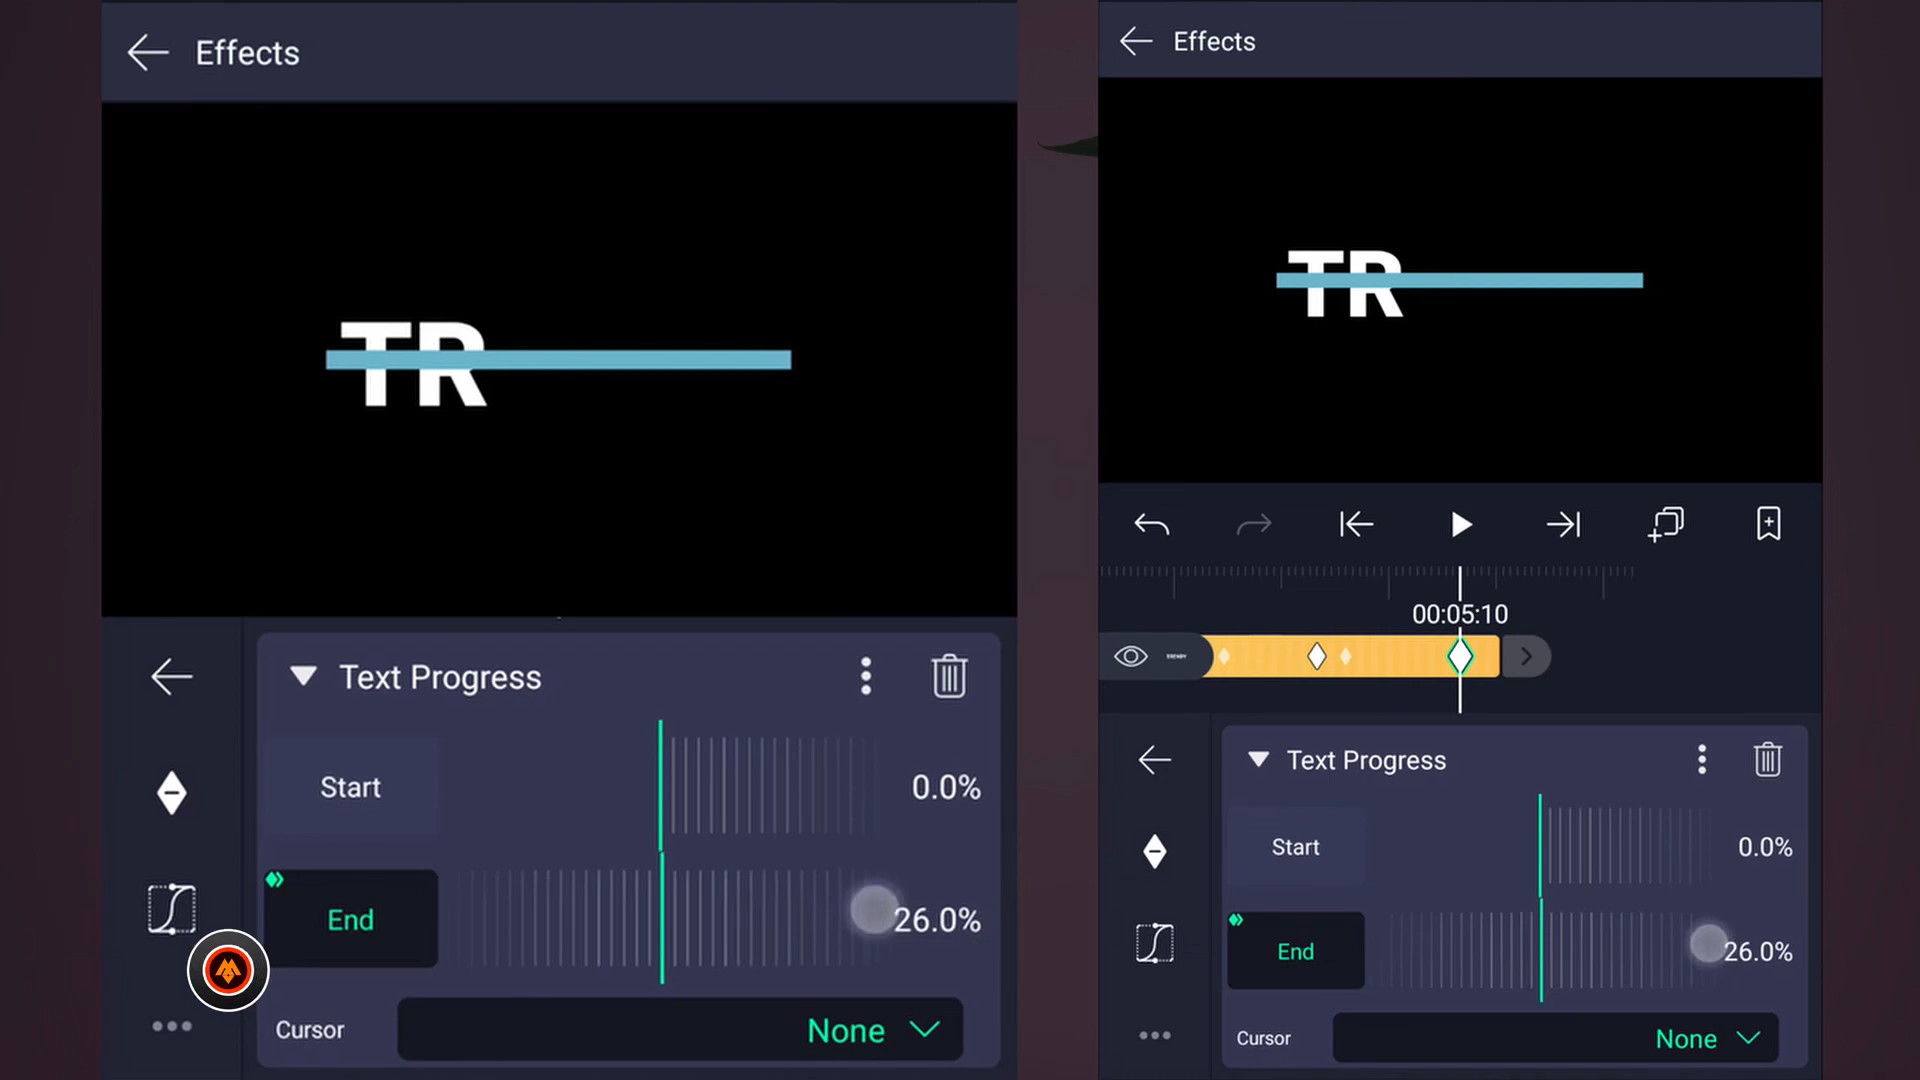 Effects
TR
Text Progress
Start
0.0%
End
26.0%
Cursor
None
Effects
TR
00:05:10
TRENDY
Text Progress
Start
0.0%
End
26.0%
Cursor
None